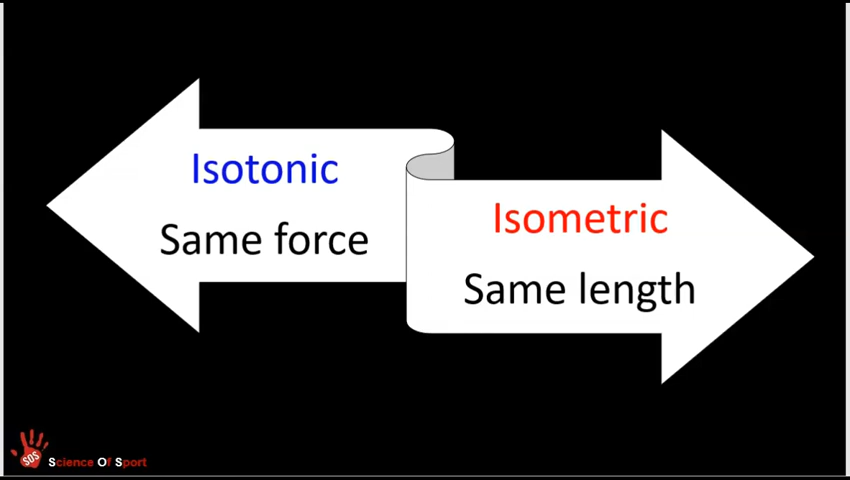 Isotonic
Same force
Isometric
Same length
SOS
Science Of Sport